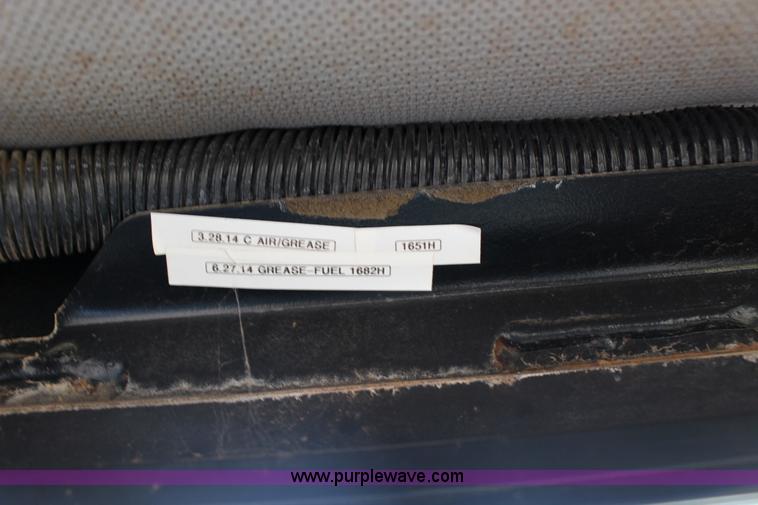 3.28.14 C AIR/GREASE 1651H
6.27.14 GREASE-FUEL 1682H
www.purplewave.com